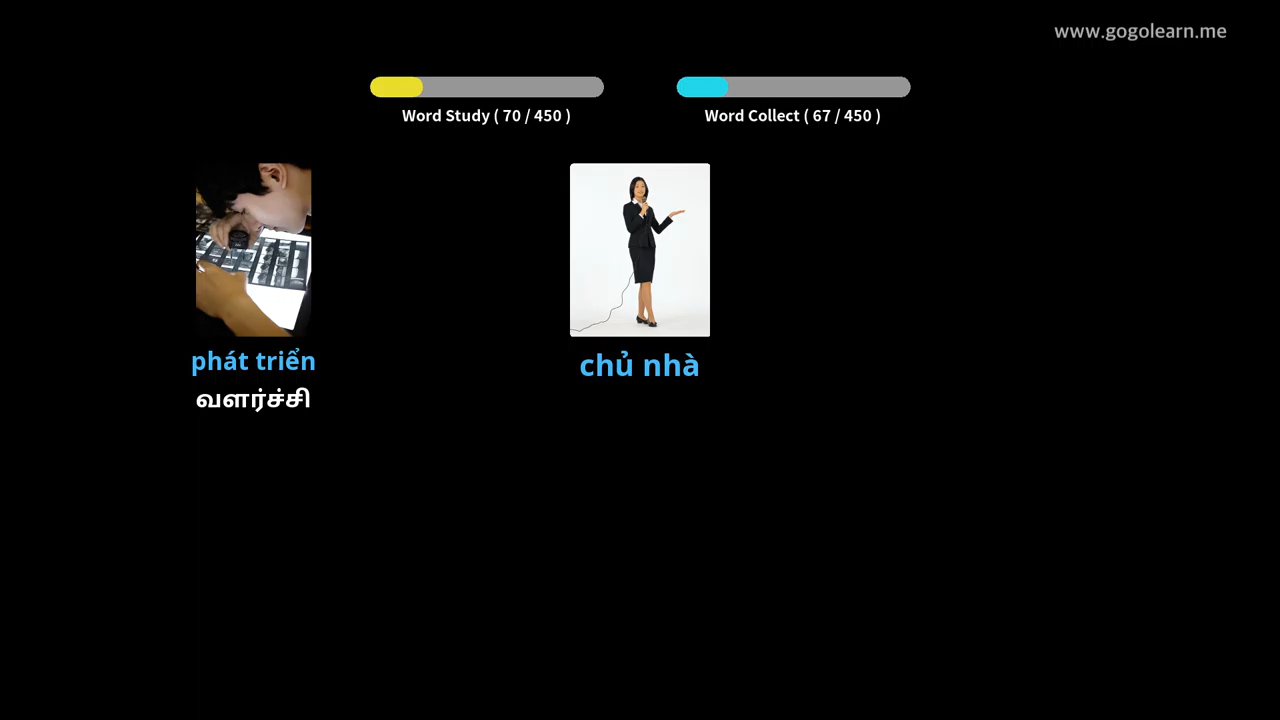 www.gogolearn.me
Word Study ( 70 / 450 )
Word Collect ( 67 / 450 )
phát triển
வளர்ச்சி
chủ nhà